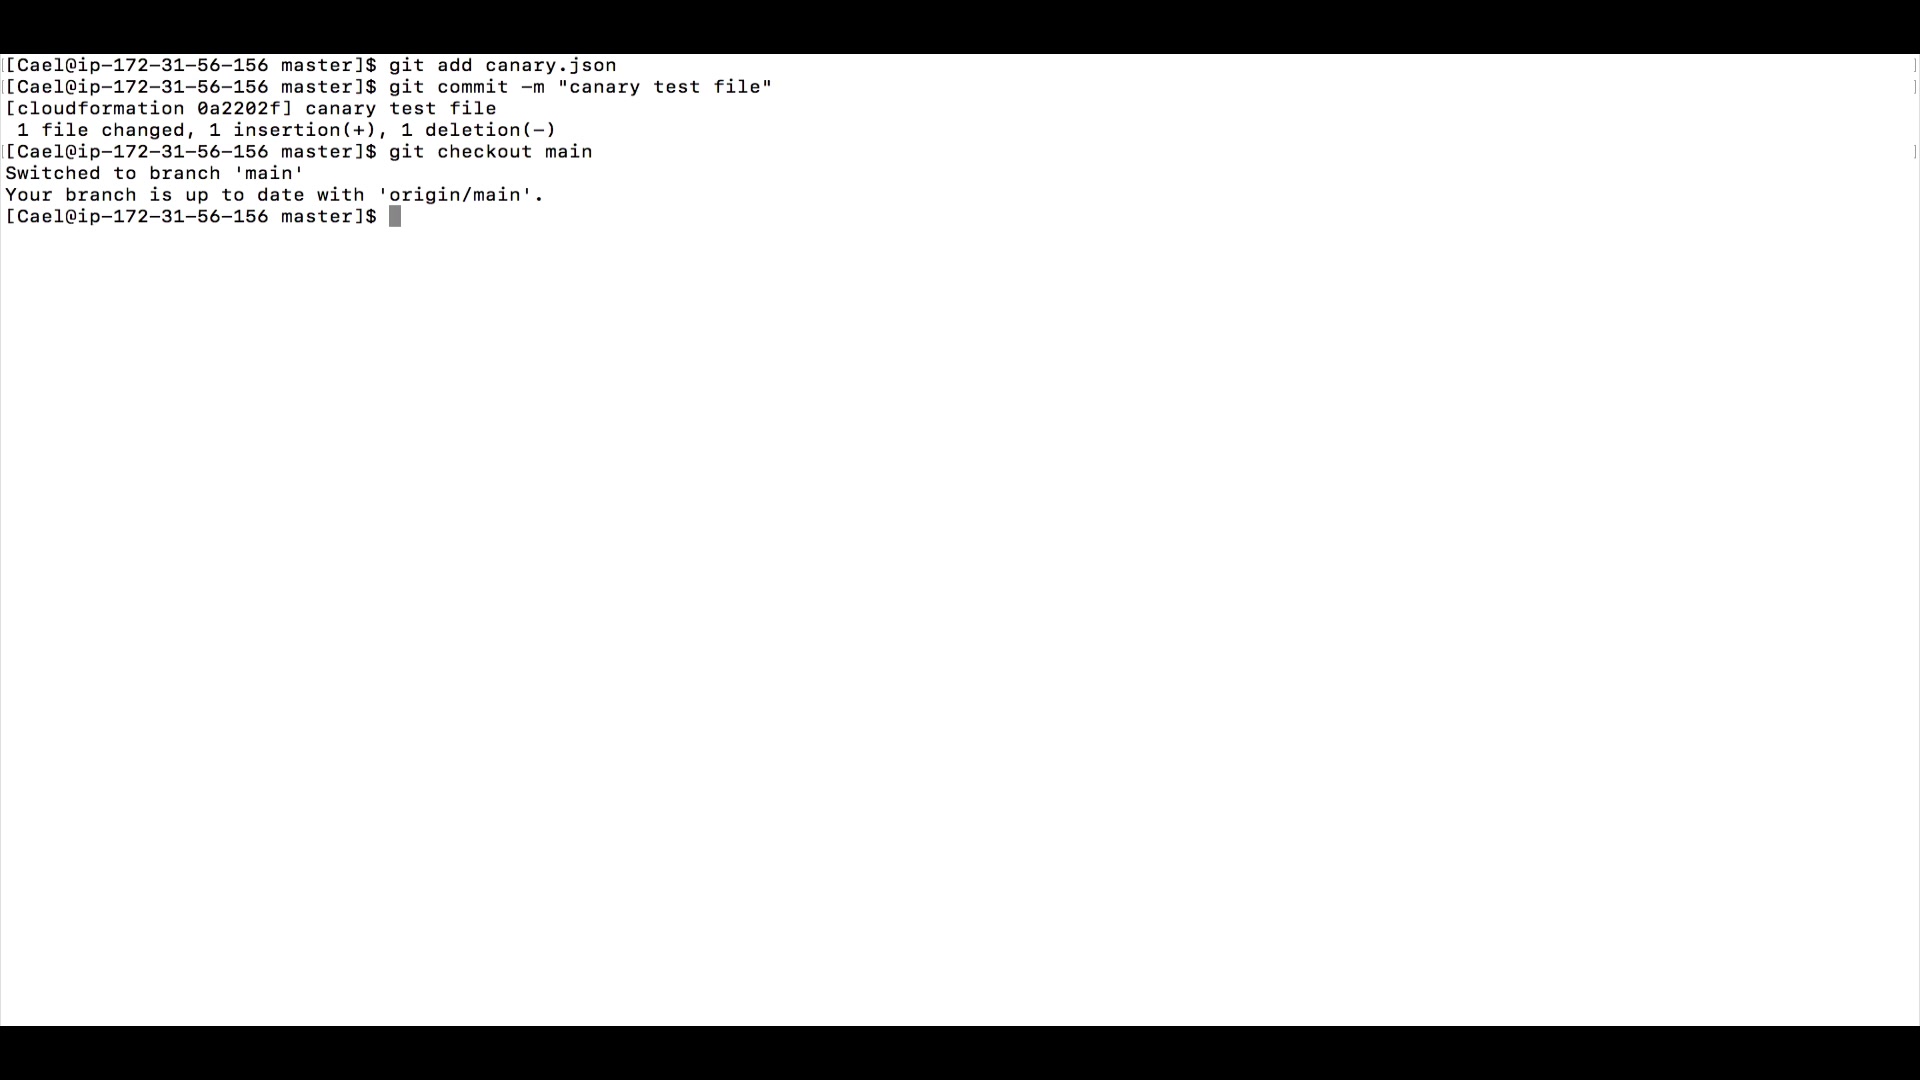 [Cael@ip-172-31-56-156 master]$ git add canary.json
[Cael@ip-172-31-56-156 master]$ git commit -m "canary test file"
[cloudformation 0a2202f] canary test file
 1 file changed, 1 insertion(+), 1 deletion(-)
[Cael@ip-172-31-56-156 master]$ git checkout main
Switched to branch 'main'
Your branch is up to date with 'origin/main'.
[Cael@ip-172-31-56-156 master]$